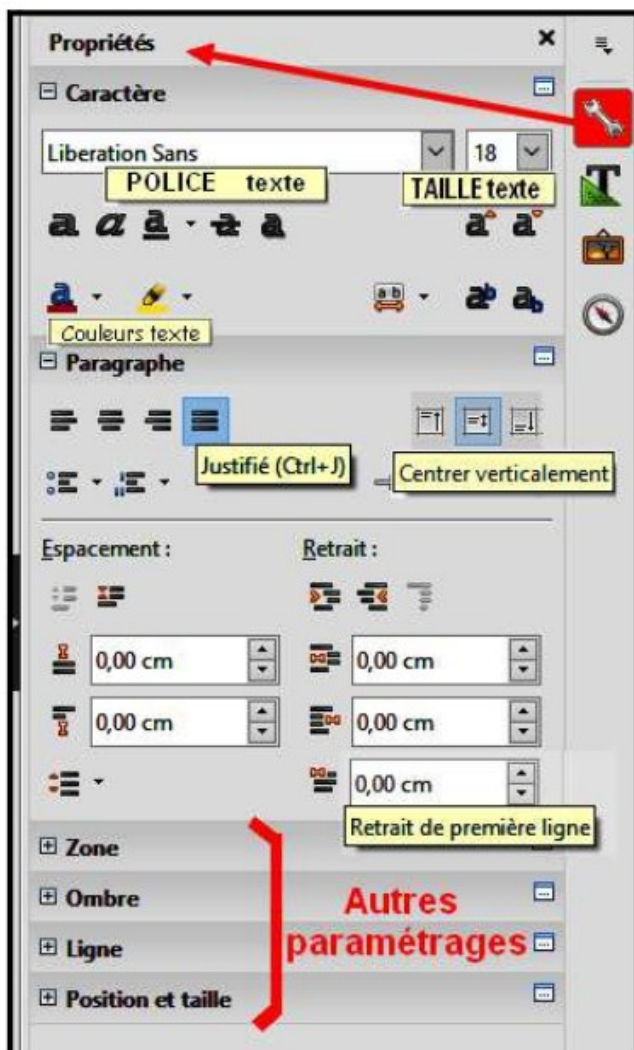 Propriétés
Caractère
Liberation Sans
18
POLICE texte
TAILLE texte
Couleurs texte
Paragraphe
Justifié (Ctrl+J)
Centrer verticalement
Espacement :
Retrait :
0,00 cm
0,00 cm
0,00 cm
0,00 cm
0,00 cm
Retrait de première ligne
Zone
Ombre
Ligne
Position et taille
Autres
paramétrages